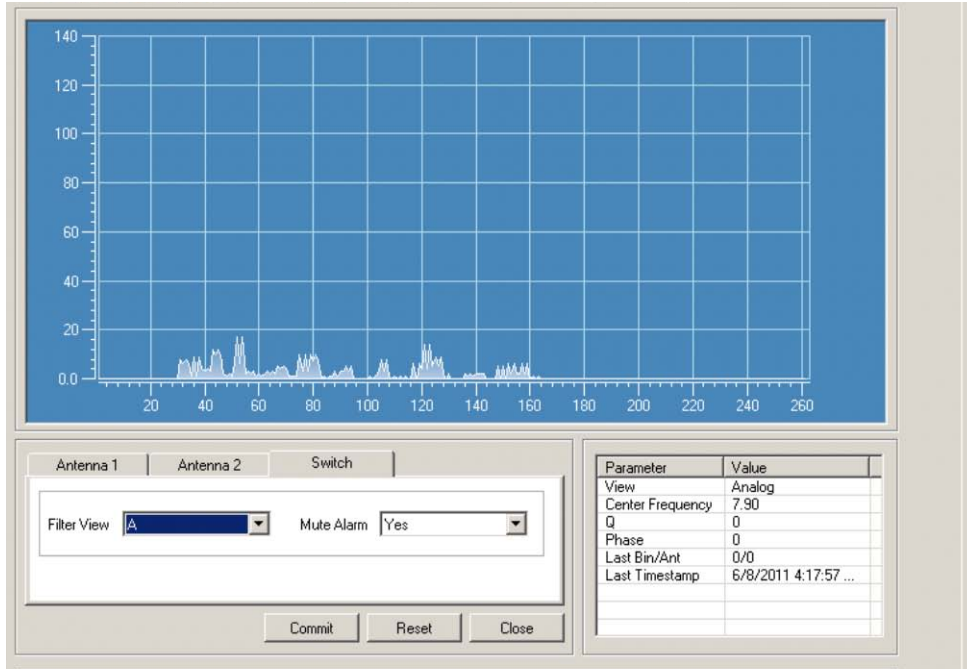 140
120
100
80
60
40
20
0.0
20 40 60 80 100 120 140 160 180 200 220 240 260
Antenna 1 Antenna 2 Switch
Filter View A Mute Alarm Yes
Commit Reset Close
Parameter Value
View Analog
Center Frequency 7.90
Q 0
Phase 0
Last Bin/Ant 0/0
Last Timestamp 6/8/2011 4:17:57 ...